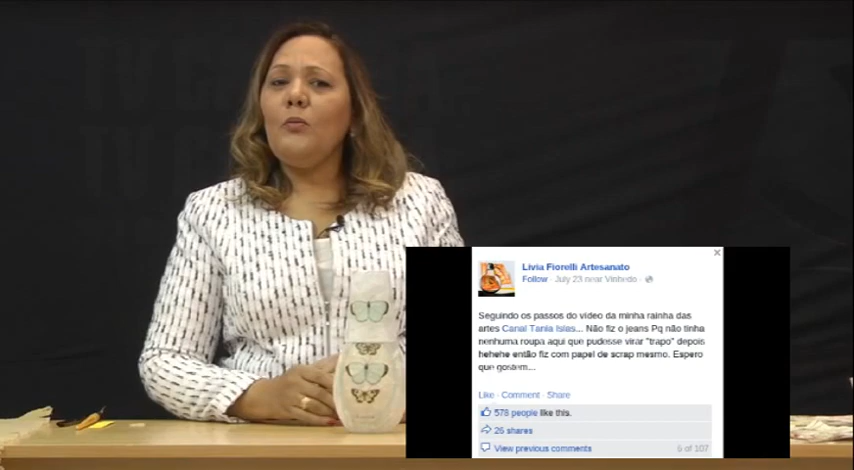 Livia Fiorelli Artesanato
Follow · July 23 near Vinhedo ·
Seguindo os passos do video da minha rainha das
artes Canal Tania Islas... Não fiz o jeans Pq não tinha
nenhuma roupa aqui que pudesse virar "trapo" depois
hehehe então fiz com papel de scrap mesmo. Espero
que gostem...
Like · Comment · Share
578 people like this.
26 shares
View previous comments 6 of 107